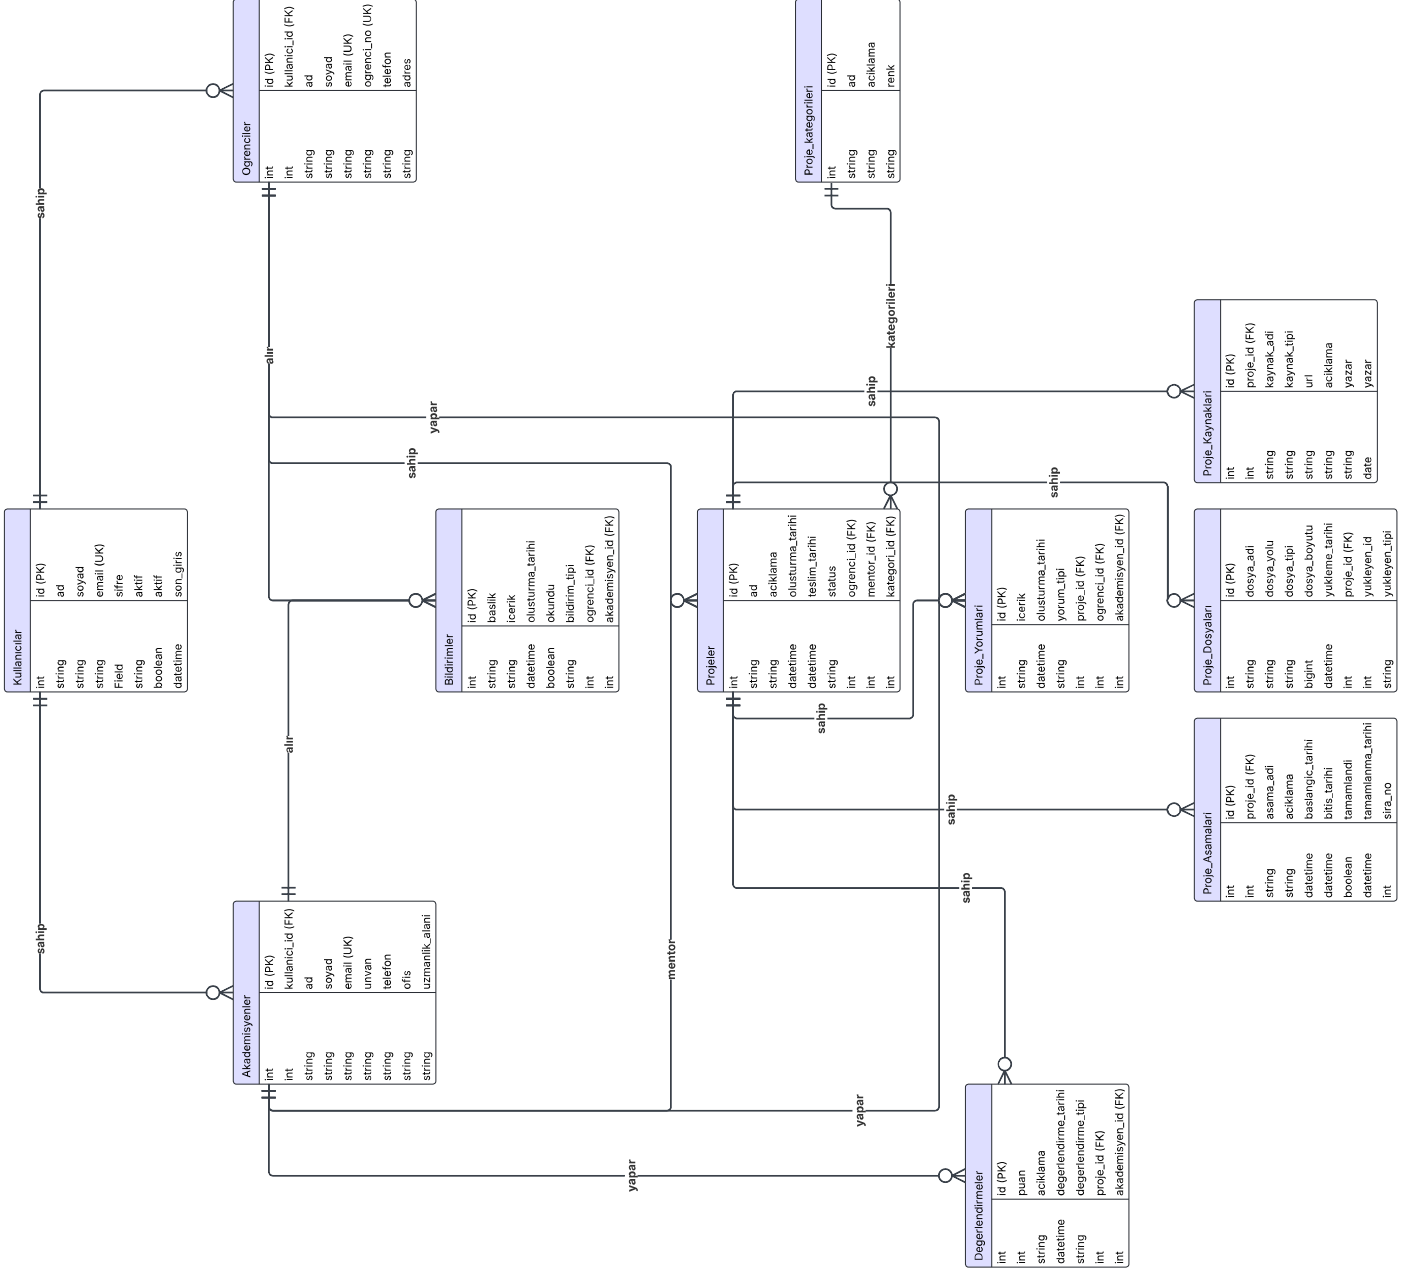 Kullanıcılar
int id (PK)
string ad
string soyad
string email (UK)
Field sifre
string aktif
boolean aktif
datetime son_giris
sahip
sahip
Akademisyenler
int id (PK)
int kullanici_id (FK)
string ad
string soyad
string email (UK)
string unvan
string telefon
string ofis
string uzmanlik_alani
Ogrenciler
int id (PK)
int kullanici_id (FK)
string ad
string soyad
string email (UK)
string ogrenci_no (UK)
string telefon
string adres
alır
alır
sahip
yapar
Bildirimler
int id (PK)
string baslik
string icerik
datetime olusturma_tarihi
boolean okundu
string bildirim_tipi
int ogrenci_id (FK)
int akademisyen_id (FK)
yapar
mentor
Projeler
int id (PK)
string ad
string aciklama
datetime olusturma_tarihi
datetime teslim_tarihi
string status
int ogrenci_id (FK)
int mentor_id (FK)
int kategori_id (FK)
Proje_kategorileri
int id (PK)
string ad
string aciklama
string renk
yapar
sahip
sahip
kategorileri
sahip
sahip
sahip
Degerlendirmeler
int id (PK)
int puan
string aciklama
datetime degerlendirme_tarihi
string degerlendirme_tipi
int proje_id (FK)
int akademisyen_id (FK)
Proje_Yorumlari
int id (PK)
string icerik
datetime olusturma_tarihi
string yorum_tipi
int proje_id (FK)
int ogrenci_id (FK)
int akademisyen_id (FK)
Proje_Asamalari
int id (PK)
int proje_id (FK)
string asama_adi
string aciklama
datetime baslangic_tarihi
datetime bitis_tarihi
boolean tamamlandi
datetime tamamlanma_tarihi
int sira_no
Proje_Dosyaları
int id (PK)
string dosya_adi
string dosya_yolu
string dosya_tipi
bigint dosya_boyutu
datetime yukleme_tarihi
int proje_id (FK)
int yukleyen_id
string yukleyen_tipi
Proje_Kaynaklari
int id (PK)
int proje_id (FK)
string kaynak_adi
string kaynak_tipi
string url
string aciklama
string yazar
date yazar